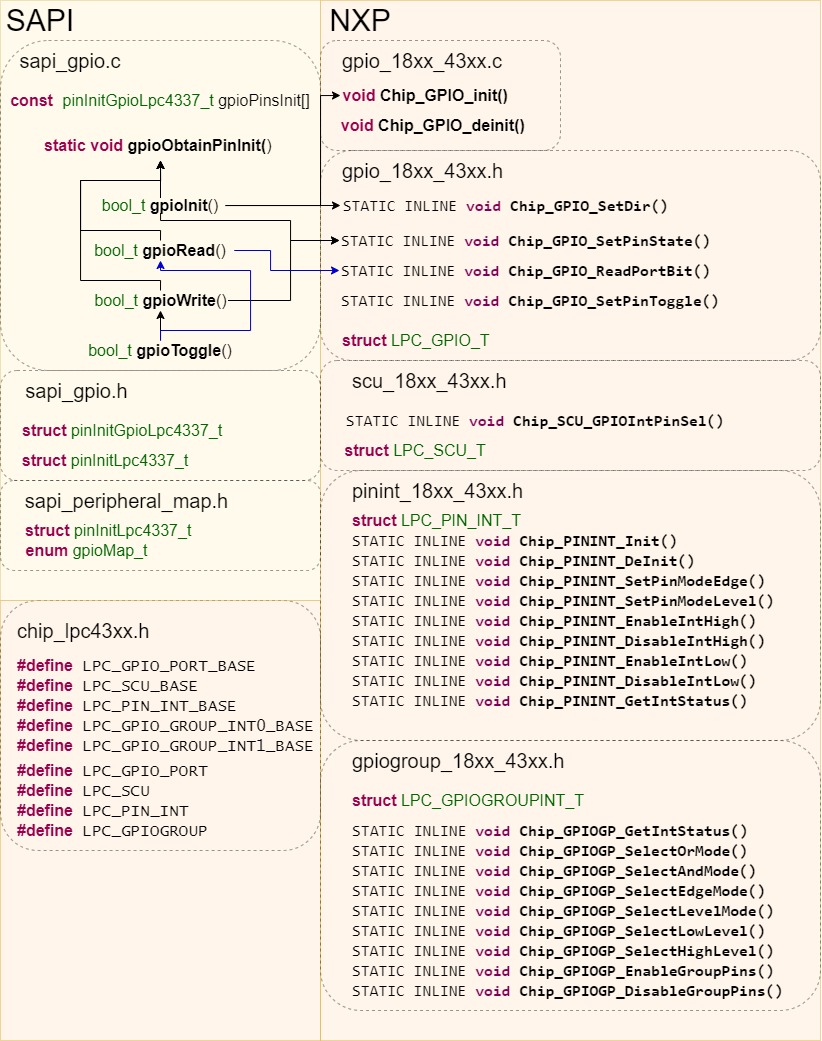 SAPI
sapi_gpio.c
const pinInitGpioLpc4337_t gpioPinsInit[]
static void gpioObtainPinInit()
bool_t gpioInit()
bool_t gpioRead()
bool_t gpioWrite()
bool_t gpioToggle()
sapi_gpio.h
struct pinInitGpioLpc4337_t
struct pinInitLpc4337_t
sapi_peripheral_map.h
struct pinInitLpc4337_t
enum gpioMap_t
chip_lpc43xx.h
#define LPC_GPIO_PORT_BASE
#define LPC_SCU_BASE
#define LPC_PIN_INT_BASE
#define LPC_GPIO_GROUP_INT0_BASE
#define LPC_GPIO_GROUP_INT1_BASE
#define LPC_GPIO_PORT
#define LPC_SCU
#define LPC_PIN_INT
#define LPC_GPIOGROUP
NXP
gpio_18xx_43xx.c
void Chip_GPIO_init()
void Chip_GPIO_deinit()
gpio_18xx_43xx.h
STATIC INLINE void Chip_GPIO_SetDir()
STATIC INLINE void Chip_GPIO_SetPinState()
STATIC INLINE void Chip_GPIO_ReadPortBit()
STATIC INLINE void Chip_GPIO_SetPinToggle()
struct LPC_GPIO_T
scu_18xx_43xx.h
STATIC INLINE void Chip_SCU_GPIOIntPinSel()
struct LPC_SCU_T
pinint_18xx_43xx.h
struct LPC_PIN_INT_T
STATIC INLINE void Chip_PININT_Init()
STATIC INLINE void Chip_PININT_DeInit()
STATIC INLINE void Chip_PININT_SetPinModeEdge()
STATIC INLINE void Chip_PININT_SetPinModeLevel()
STATIC INLINE void Chip_PININT_EnableIntHigh()
STATIC INLINE void Chip_PININT_DisableIntHigh()
STATIC INLINE void Chip_PININT_EnableIntLow()
STATIC INLINE void Chip_PININT_DisableIntLow()
STATIC INLINE void Chip_PININT_GetIntStatus()
gpiogroup_18xx_43xx.h
struct LPC_GPIOGROUPINT_T
STATIC INLINE void Chip_GPIOGP_GetIntStatus()
STATIC INLINE void Chip_GPIOGP_SelectOrMode()
STATIC INLINE void Chip_GPIOGP_SelectAndMode()
STATIC INLINE void Chip_GPIOGP_SelectEdgeMode()
STATIC INLINE void Chip_GPIOGP_SelectLevelMode()
STATIC INLINE void Chip_GPIOGP_SelectLowLevel()
STATIC INLINE void Chip_GPIOGP_SelectHighLevel()
STATIC INLINE void Chip_GPIOGP_EnableGroupPins()
STATIC INLINE void Chip_GPIOGP_DisableGroupPins()